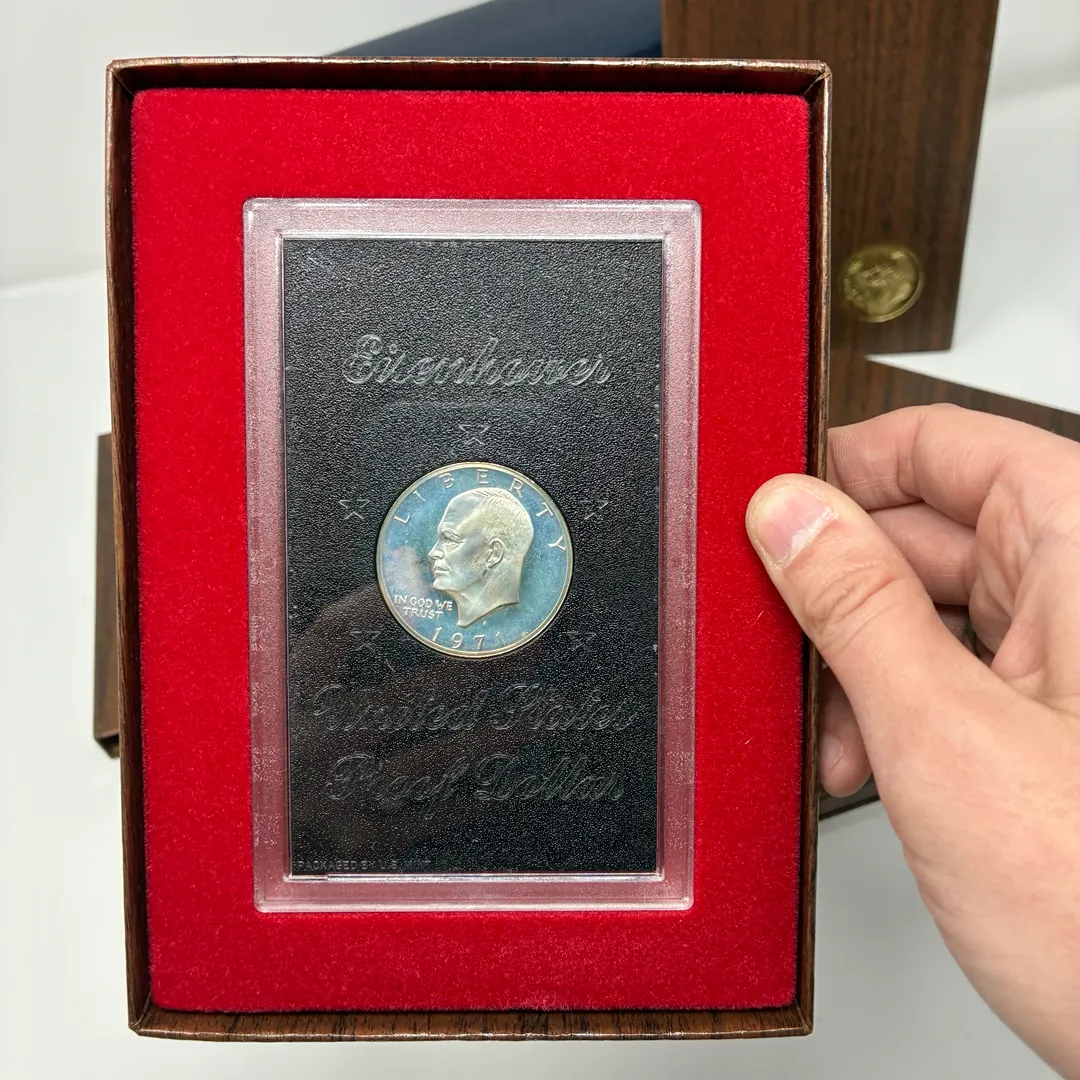 Eisenhower
LIBERTY
IN GOD WE
TRUST
1971
United States
Proof Dollar
PACKAGED BY U.S. MINT